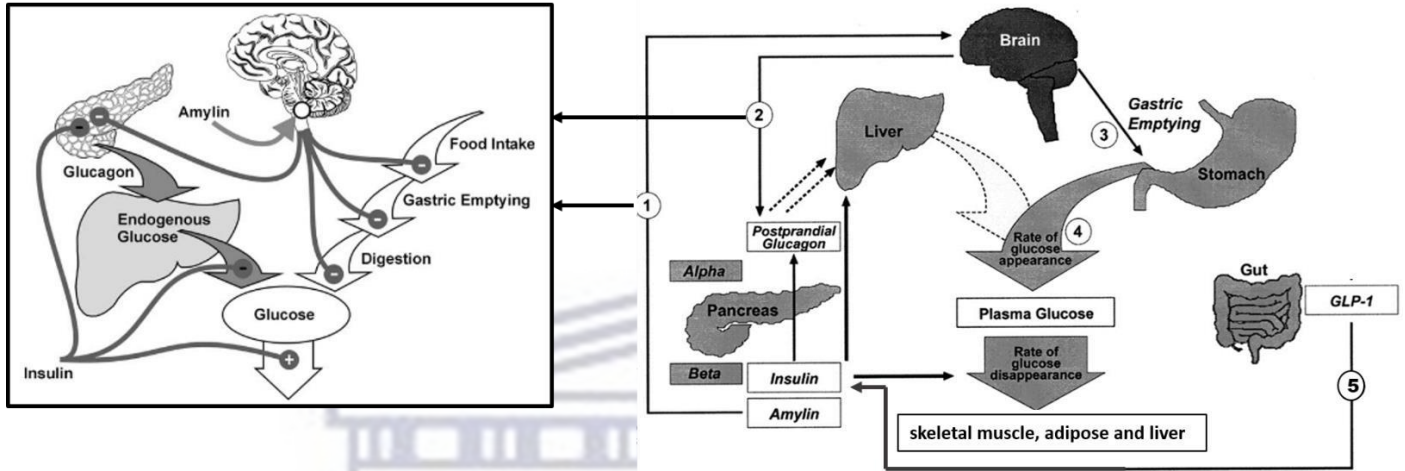 Amylin
Food Intake
Glucagon
Gastric Emptying
Endogenous
Glucose
Digestion
Glucose
Insulin
-
-
-
-
-
-
+
Brain
2
3
Gastric
Emptying
Liver
Stomach
1
Postprandial
Glucagon
Rate of
glucose
appearance
4
Alpha
Pancreas
Gut
GLP-1
Plasma Glucose
Beta
Insulin
Rate of
glucose
disappearance
5
Amylin
skeletal muscle, adipose and liver